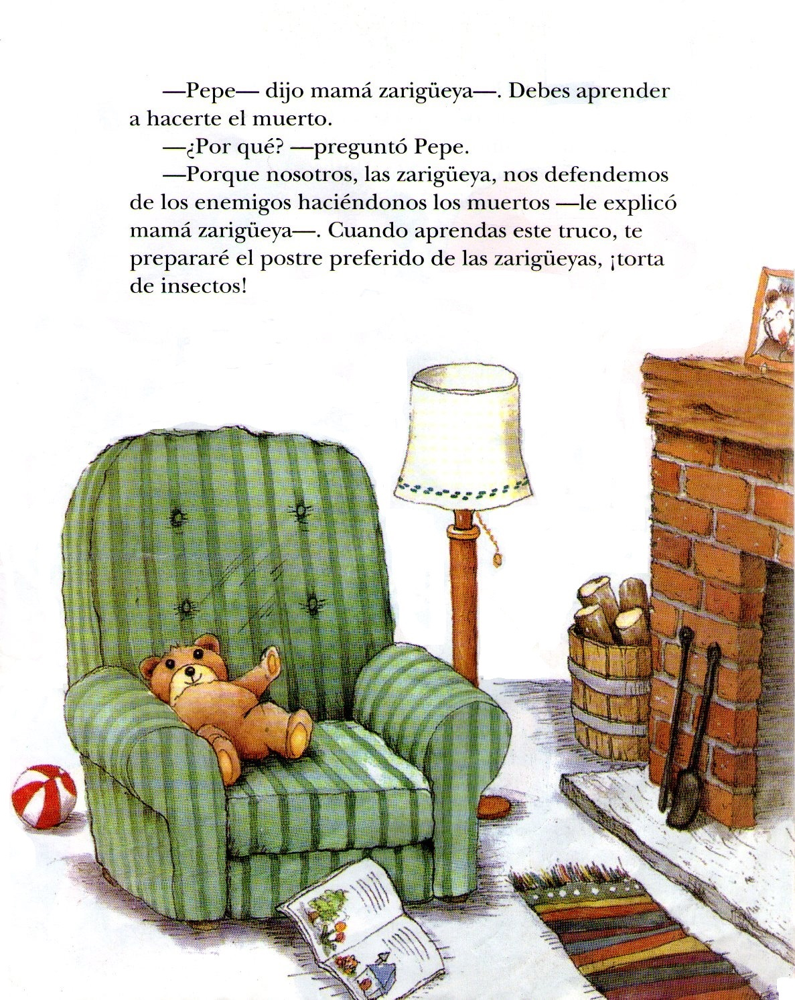 —Pepe— dijo mamá zarigüeya—. Debes aprender
a hacerte el muerto.
—¿Por qué? —preguntó Pepe.
—Porque nosotros, las zarigüeya, nos defendemos
de los enemigos haciéndonos los muertos —le explicó
mamá zarigüeya—. Cuando aprendas este truco, te
prepararé el postre preferido de las zarigüeyas, ¡torta
de insectos!